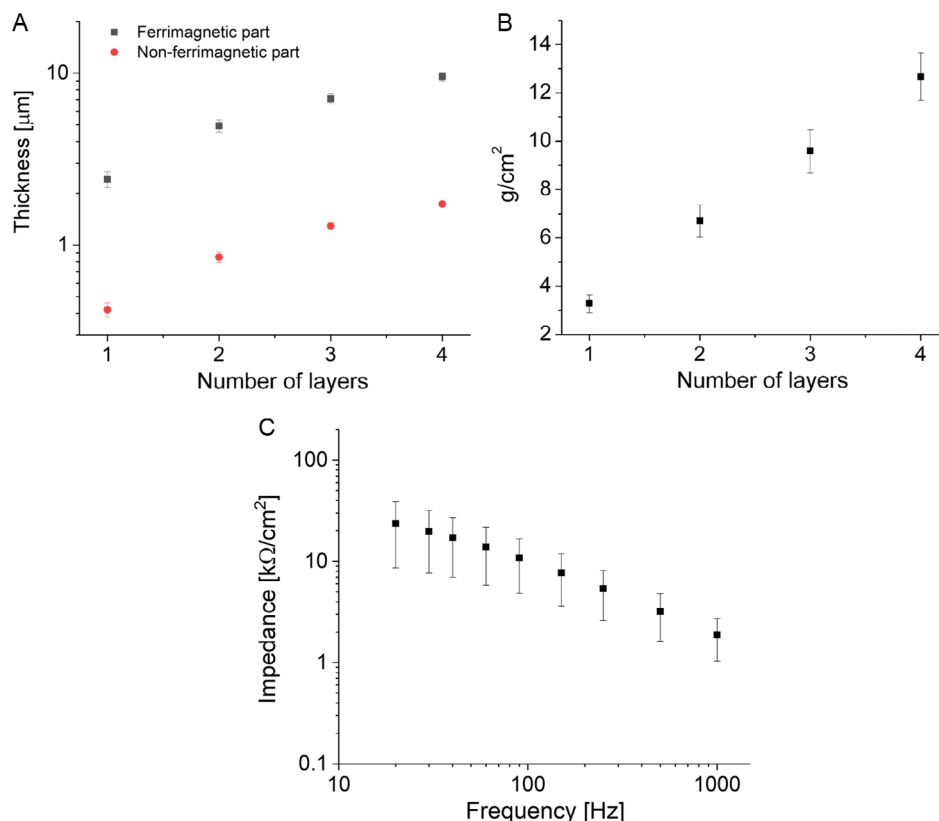 A
Ferrimagnetic part
Non-ferrimagnetic part
10
1
Thickness [μm]
1 2 3 4
Number of layers
B
14
12
10
8
6
4
2
g/cm²
1 2 3 4
Number of layers
C
100
10
1
0.1
Impedance [kΩ/cm²]
10 100 1000
Frequency [Hz]